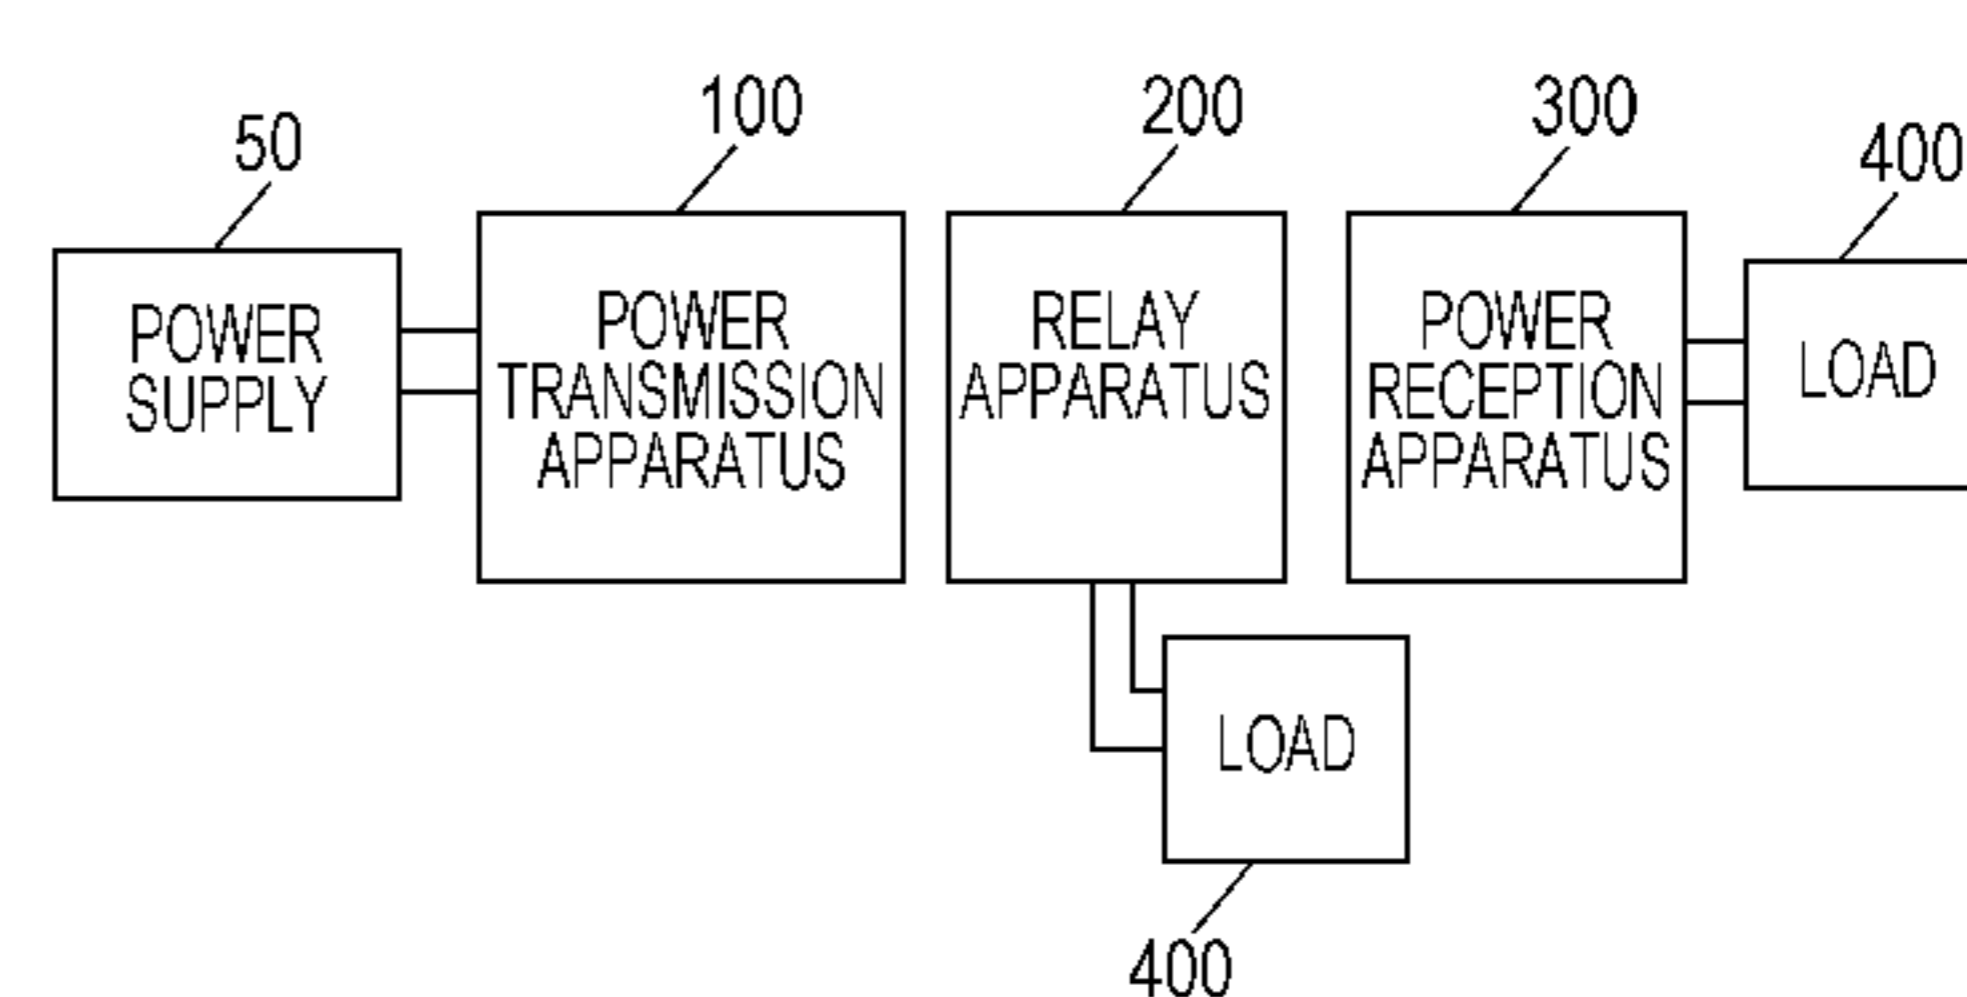 50
100
200
300
400
POWER
SUPPLY
POWER
TRANSMISSION
APPARATUS
RELAY
APPARATUS
POWER
RECEPTION
APPARATUS
LOAD
LOAD
400